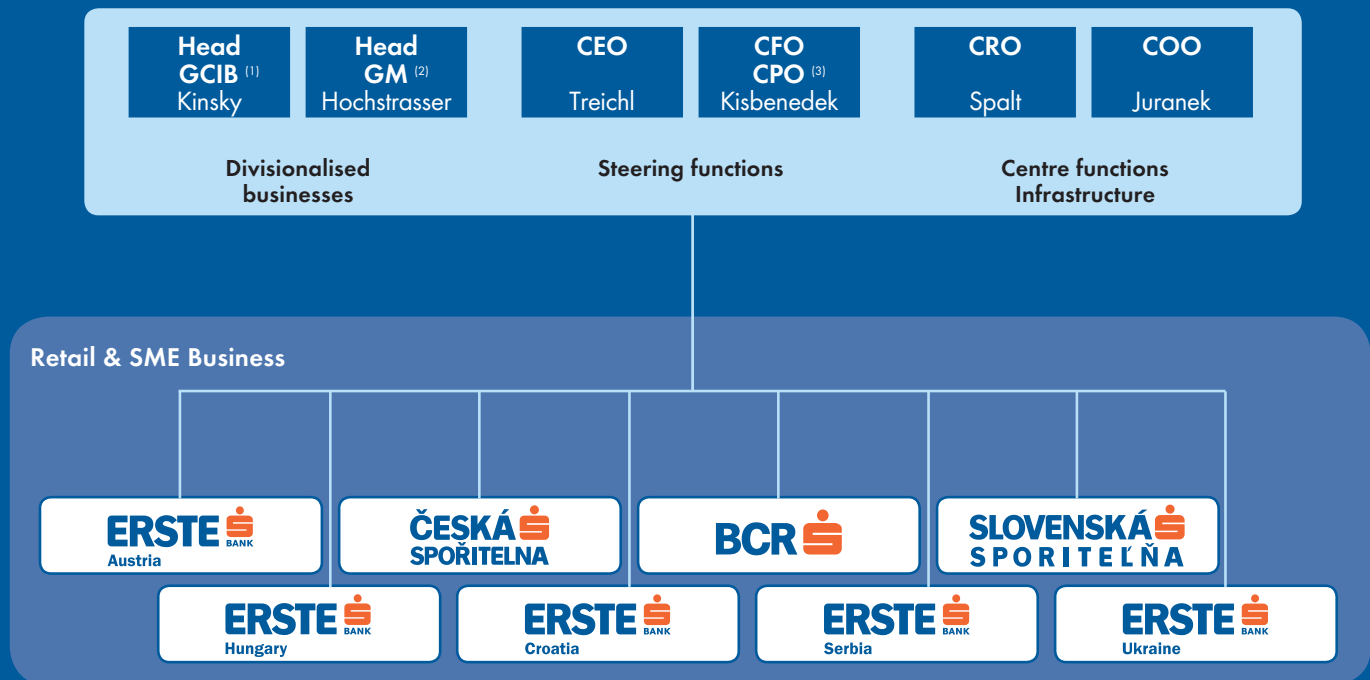 Head
GCIB (1)
Kinsky
Head
GM (2)
Hochstrasser
CEO
Treichl
CFO
CPO (3)
Kisbenedek
CRO
Spalt
COO
Juranek
Divisionalised
businesses
Steering functions
Centre functions
Infrastructure
Retail & SME Business
ERSTE BANK
Austria
ČESKÁ
SPOŘITELNA
BCR
SLOVENSKÁ
SPORITEĽŇA
ERSTE BANK
Hungary
ERSTE BANK
Croatia
ERSTE BANK
Serbia
ERSTE BANK
Ukraine